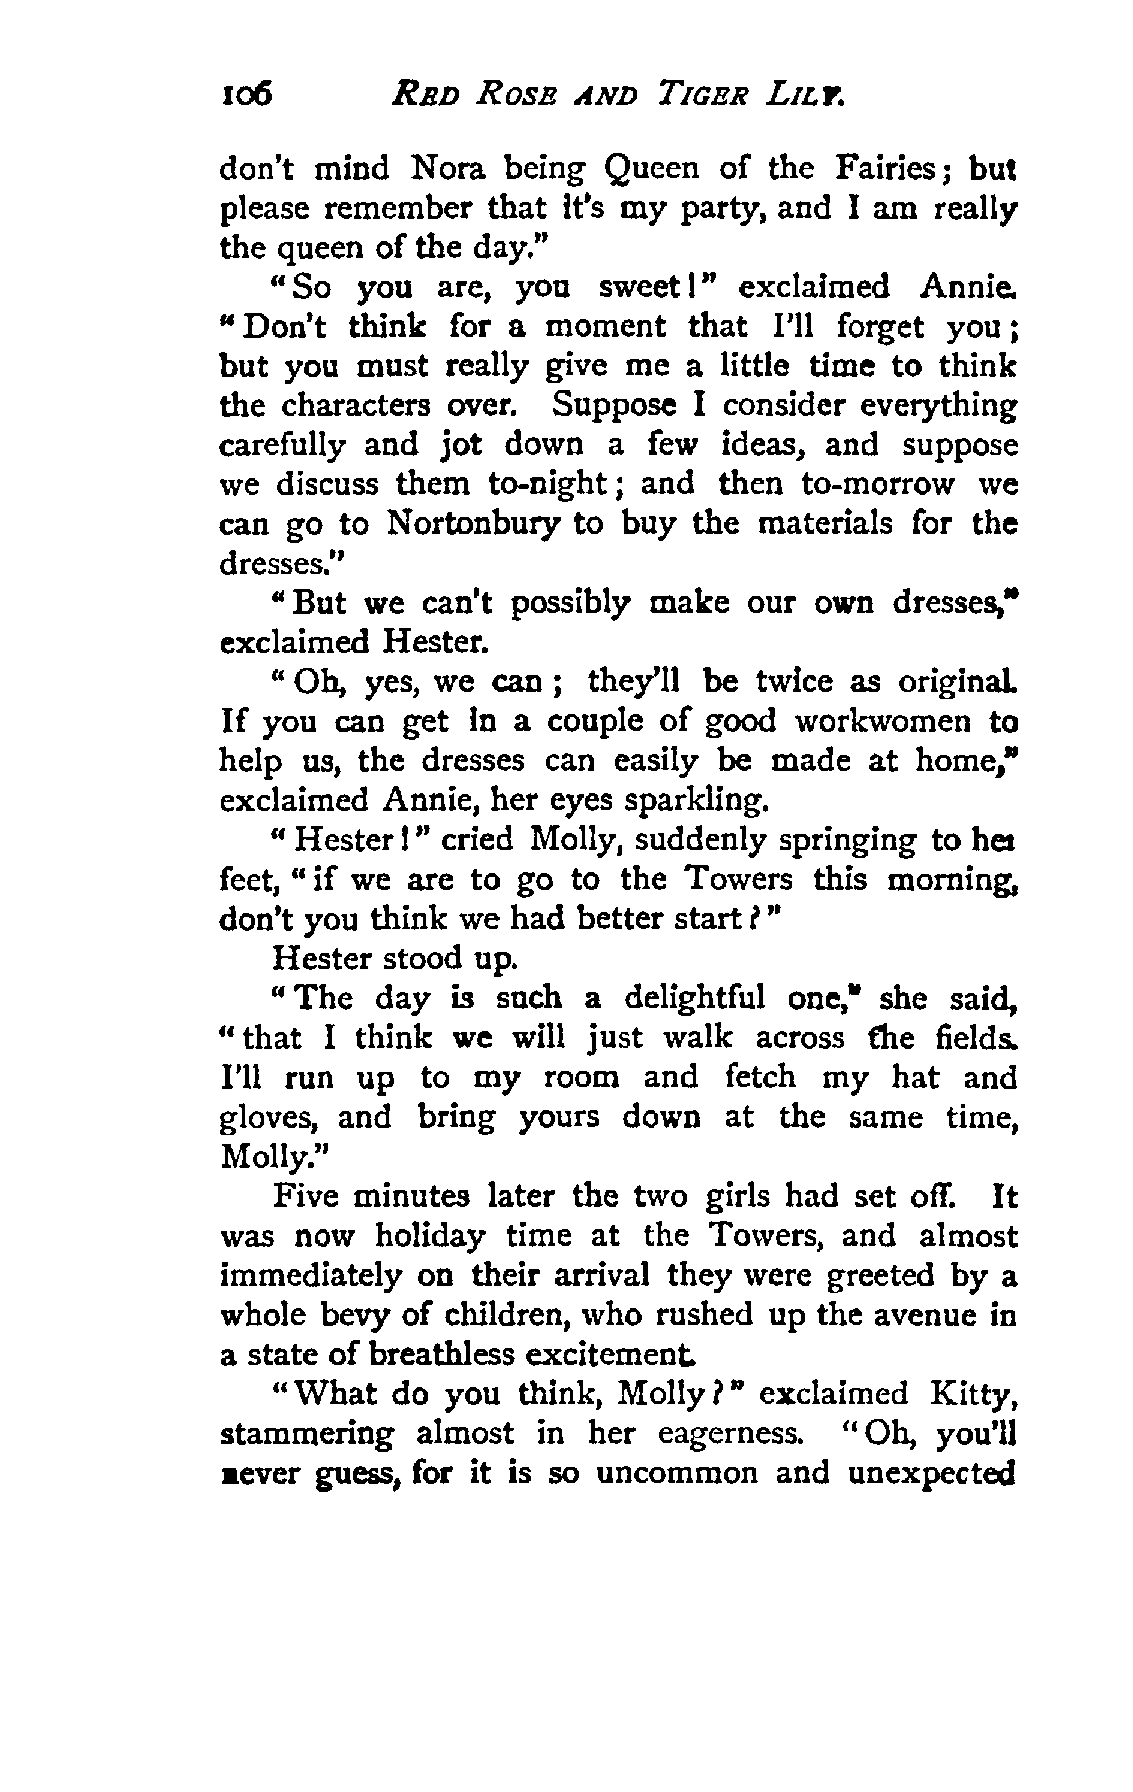 106 RED ROSE AND TIGER LILY.
don't mind Nora being Queen of the Fairies; but
please remember that it's my party, and I am really
the queen of the day."
"So you are, you sweet!" exclaimed Annie.
"Don't think for a moment that I'll forget you;
but you must really give me a little time to think
the characters over. Suppose I consider everything
carefully and jot down a few ideas, and suppose
we discuss them to-night; and then to-morrow we
can go to Nortonbury to buy the materials for the
dresses."
"But we can't possibly make our own dresses,"
exclaimed Hester.
"Oh, yes, we can; they'll be twice as original.
If you can get in a couple of good workwomen to
help us, the dresses can easily be made at home,"
exclaimed Annie, her eyes sparkling.
"Hester!" cried Molly, suddenly springing to her
feet, "if we are to go to the Towers this morning,
don't you think we had better start?"
Hester stood up.
"The day is such a delightful one," she said,
"that I think we will just walk across the fields.
I'll run up to my room and fetch my hat and
gloves, and bring yours down at the same time,
Molly."
Five minutes later the two girls had set off. It
was now holiday time at the Towers, and almost
immediately on their arrival they were greeted by a
whole bevy of children, who rushed up the avenue in
a state of breathless excitement.
"What do you think, Molly?" exclaimed Kitty,
stammering almost in her eagerness. "Oh, you'll
never guess, for it is so uncommon and unexpected